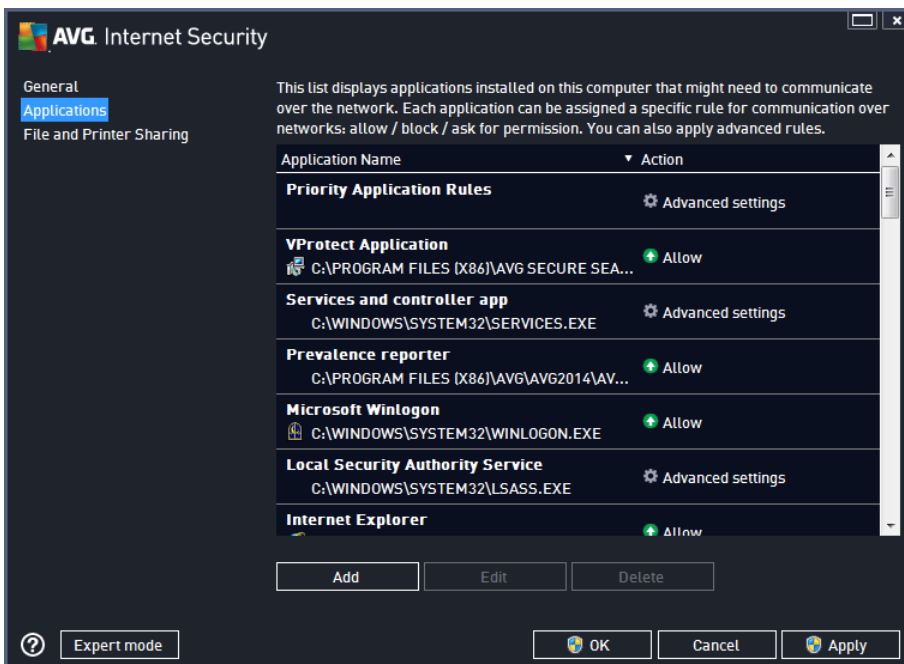 AVG. Internet Security
General
Applications
File and Printer Sharing
This list displays applications installed on this computer that might need to communicate
over the network. Each application can be assigned a specific rule for communication over
networks: allow / block / ask for permission. You can also apply advanced rules.
Application Name Action
Priority Application Rules
Advanced settings
VProtect Application
C:\PROGRAM FILES (X86)\AVG SECURE SEA... Allow
Services and controller app
C:\WINDOWS\SYSTEM32\SERVICES.EXE Advanced settings
Prevalence reporter
C:\PROGRAM FILES (X86)\AVG\AVG2014\AV... Allow
Microsoft Winlogon
C:\WINDOWS\SYSTEM32\WINLOGON.EXE Allow
Local Security Authority Service
C:\WINDOWS\SYSTEM32\LSASS.EXE Advanced settings
Internet Explorer
Allow
Add Edit Delete
? Expert mode OK Cancel Apply